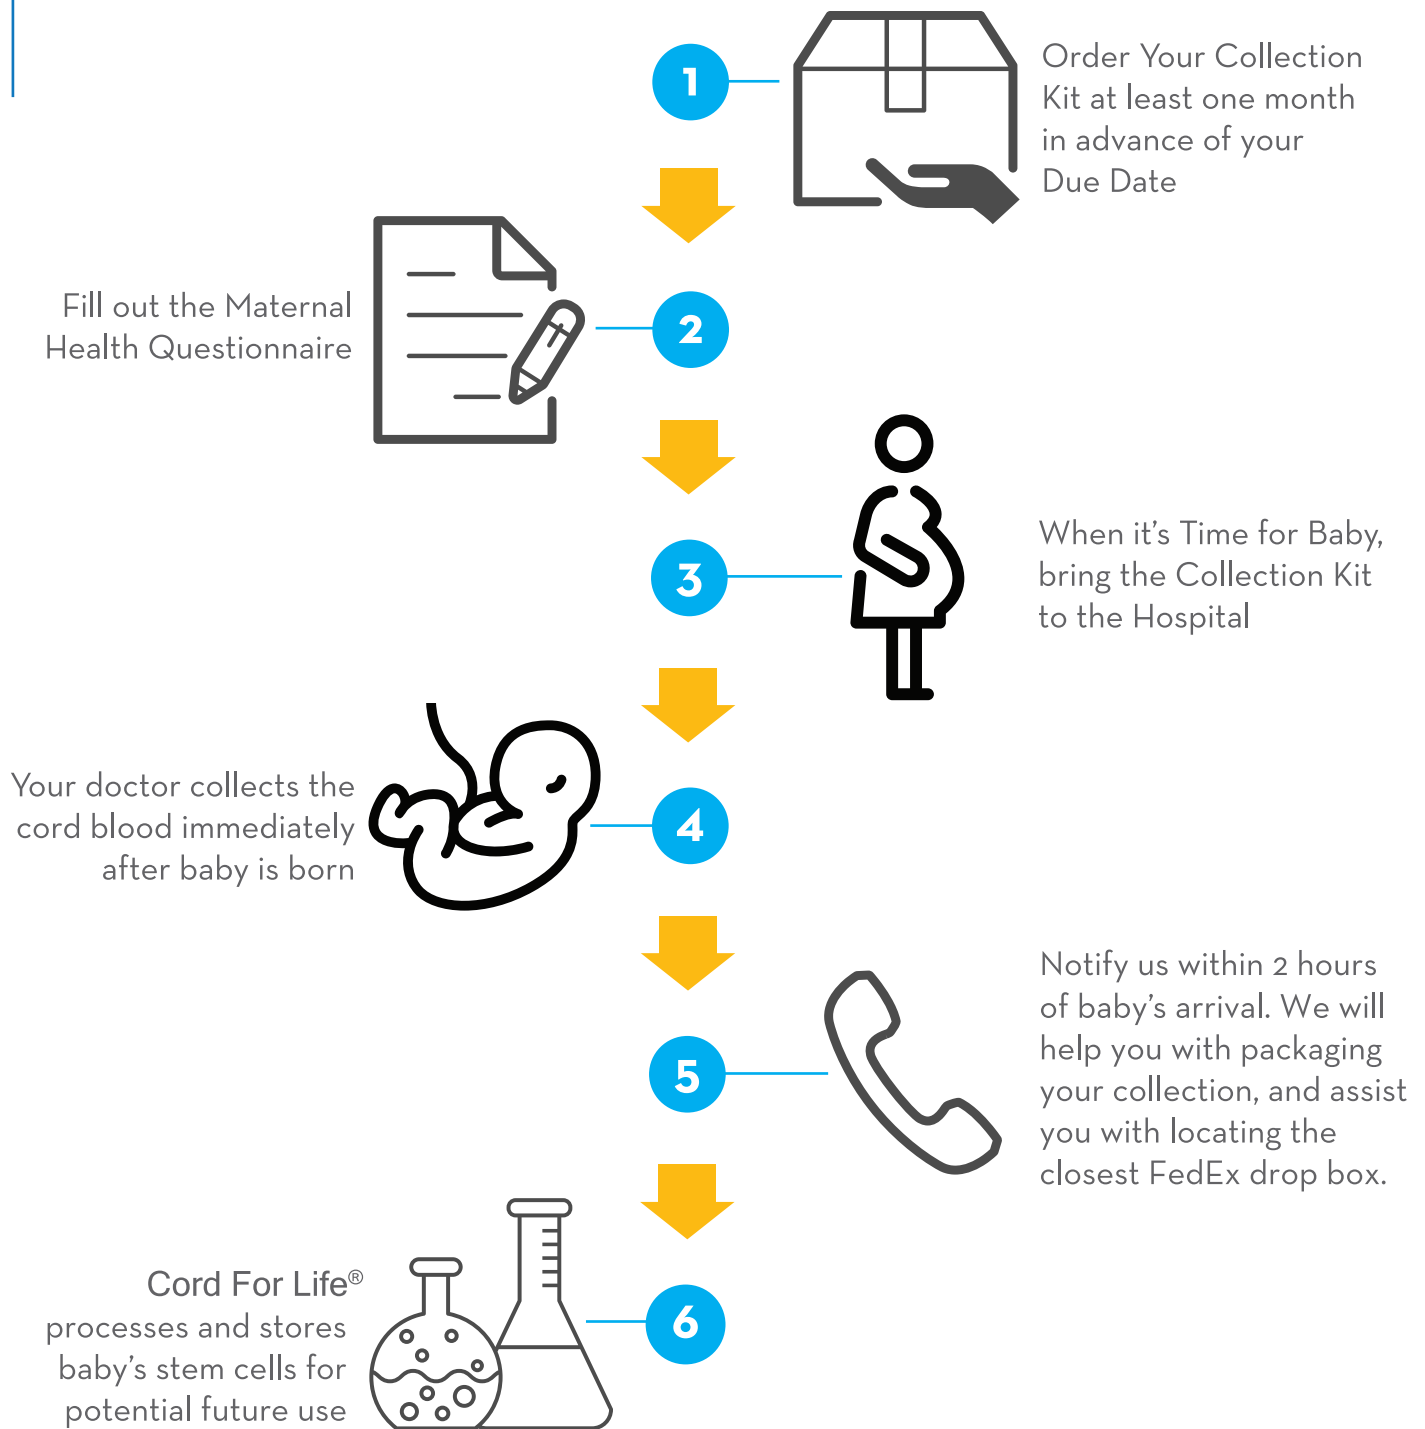 1
Order Your Collection
Kit at least one month
in advance of your
Due Date
Fill out the Maternal
Health Questionnaire
2
3
When it's Time for Baby,
bring the Collection Kit
to the Hospital
Your doctor collects the
cord blood immediately
after baby is born
4
5
Notify us within 2 hours
of baby's arrival. We will
help you with packaging
your collection, and assist
you with locating the
closest FedEx drop box.
Cord For Life®
processes and stores
baby's stem cells for
potential future use
6